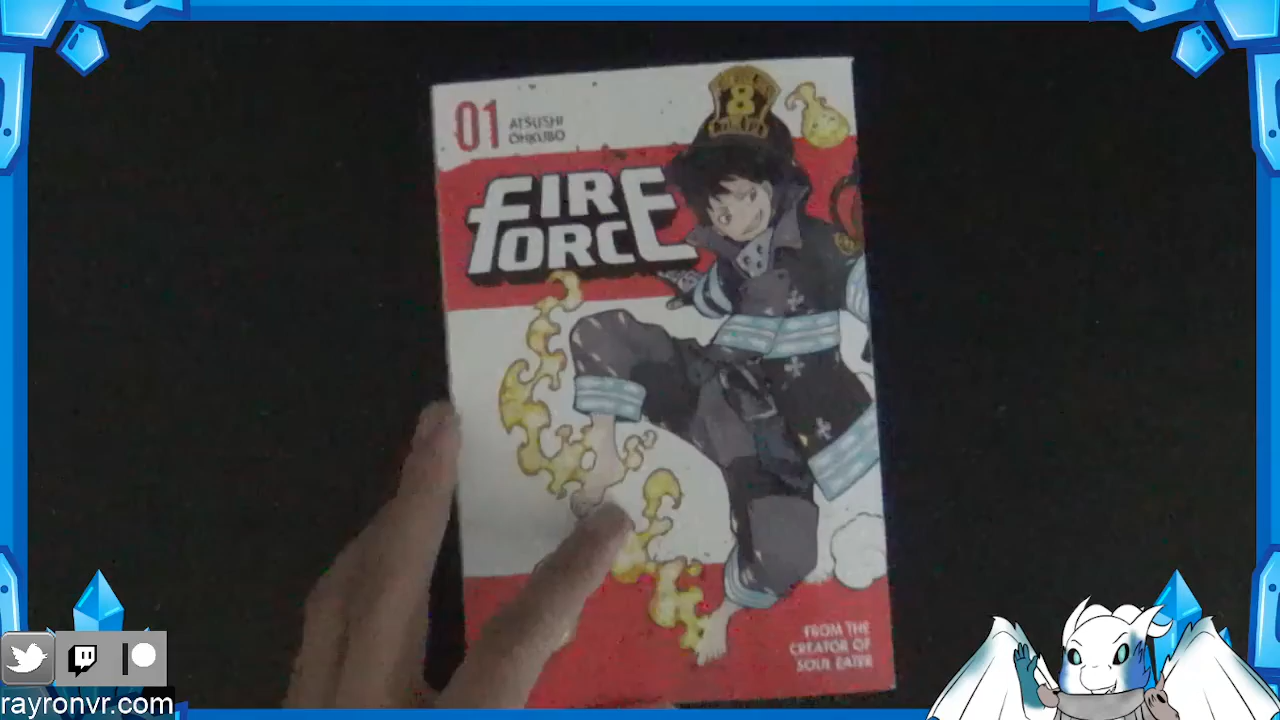 01
ATSUSHI
OHKUBO
FIRE
FORCE
8
FROM THE
CREATOR OF
SOUL EATER
rayronvr.com